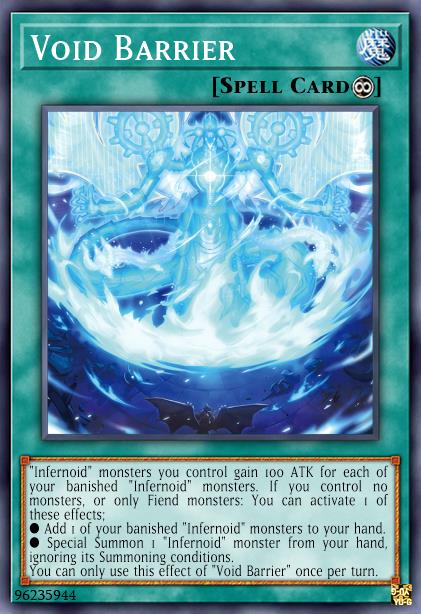 Void Barrier
魔
[Spell Card∞]
"Infernoid" monsters you control gain 100 ATK for each of
your banished "Infernoid" monsters. If you control no
monsters, or only Fiend monsters: You can activate 1 of
these effects;
● Add 1 of your banished "Infernoid" monsters to your hand.
● Special Summon 1 "Infernoid" monster from your hand,
ignoring its Summoning conditions.
You can only use this effect of "Void Barrier" once per turn.
96235944